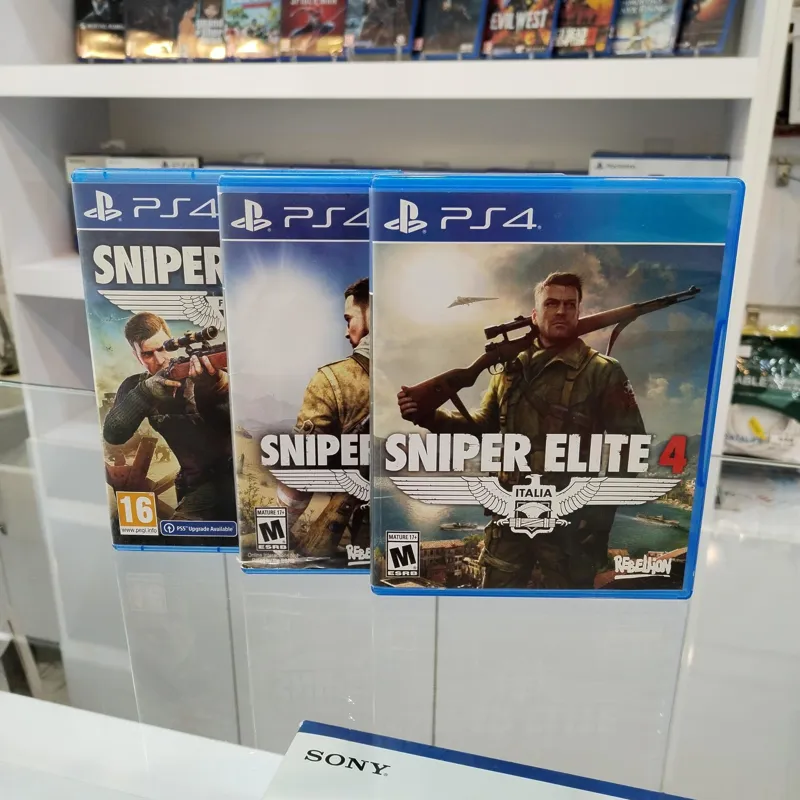 EVIL WEST
PS4
SNIPER
16
www.pegi.info
PS5 Upgrade Available
PS4
SNIPER
MATURE 17+
M
ESRB
REBE
PS4
SNIPER ELITE 4
ITALIA
MATURE 17+
M
ESRB
REBELLION
SONY